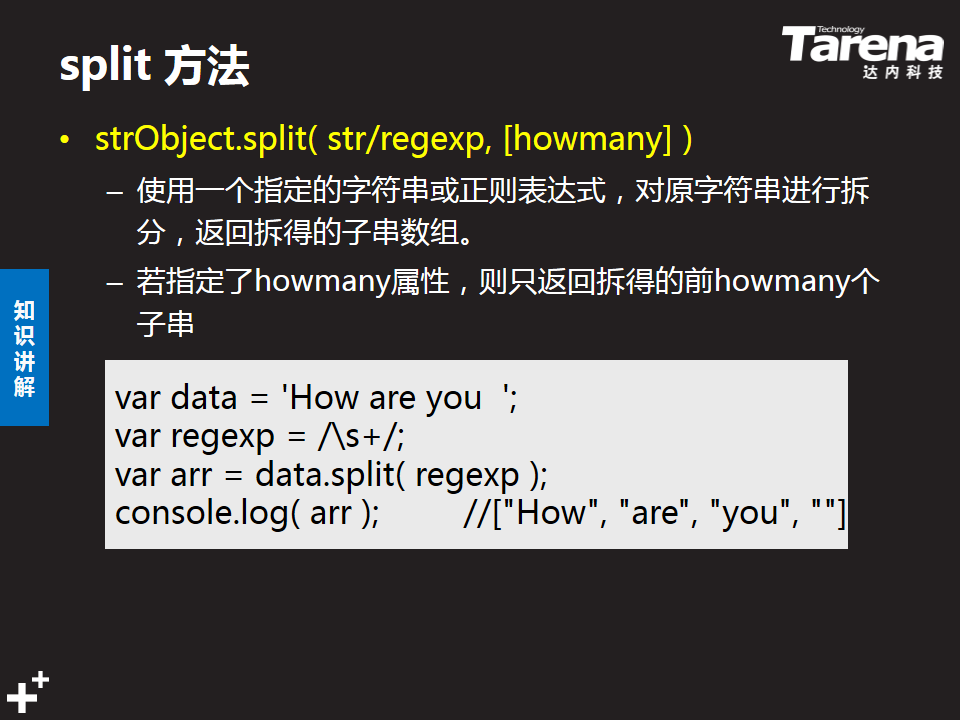 split 方法
Technology
Tarena
达内科技
• strObject.split( str/regexp, [howmany] )
– 使用一个指定的字符串或正则表达式，对原字符串进行拆
分，返回拆得的子串数组。
– 若指定了howmany属性，则只返回拆得的前howmany个
子串
知识讲解
var data = 'How are you  ';
var regexp = /\s+/;
var arr = data.split( regexp );
console.log( arr );        //["How", "are", "you", ""]